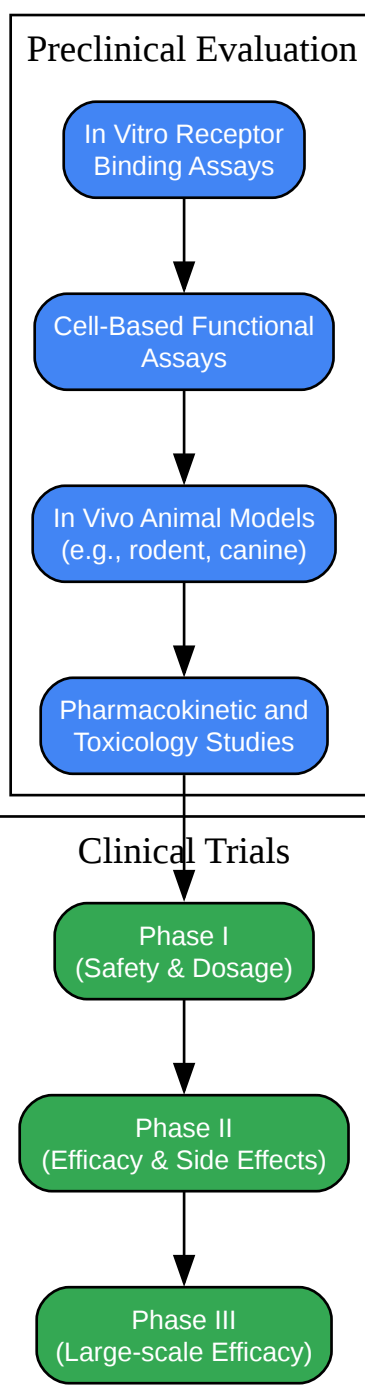 Preclinical Evaluation
In Vitro Receptor
Binding Assays
Cell-Based Functional
Assays
In Vivo Animal Models
(e.g., rodent, canine)
Pharmacokinetic and
Toxicology Studies
Clinical Trials
Phase I
(Safety & Dosage)
Phase II
(Efficacy & Side Effects)
Phase III
(Large-scale Efficacy)